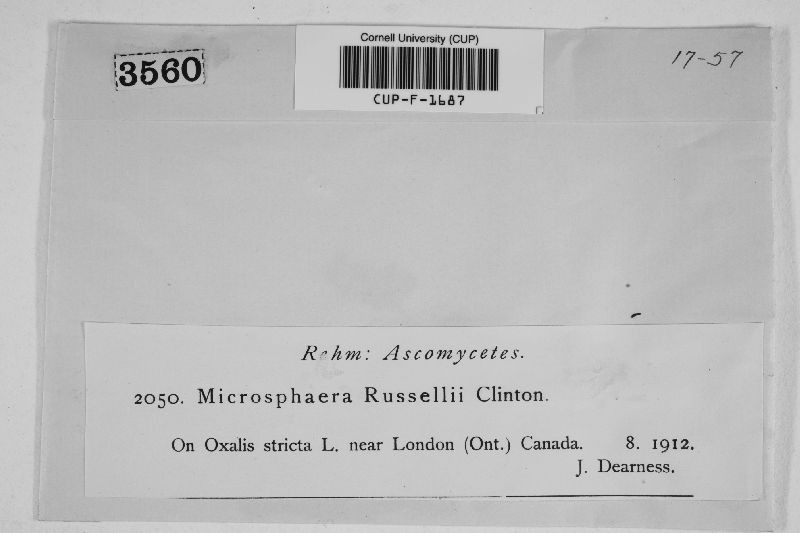 Cornell University (CUP)
3560
17-57
CUP-F-1687
Rehm: Ascomycetes.
2050. Microsphaera Russellii Clinton.
On Oxalis stricta L. near London (Ont.) Canada. 8. 1912.
J. Dearness.